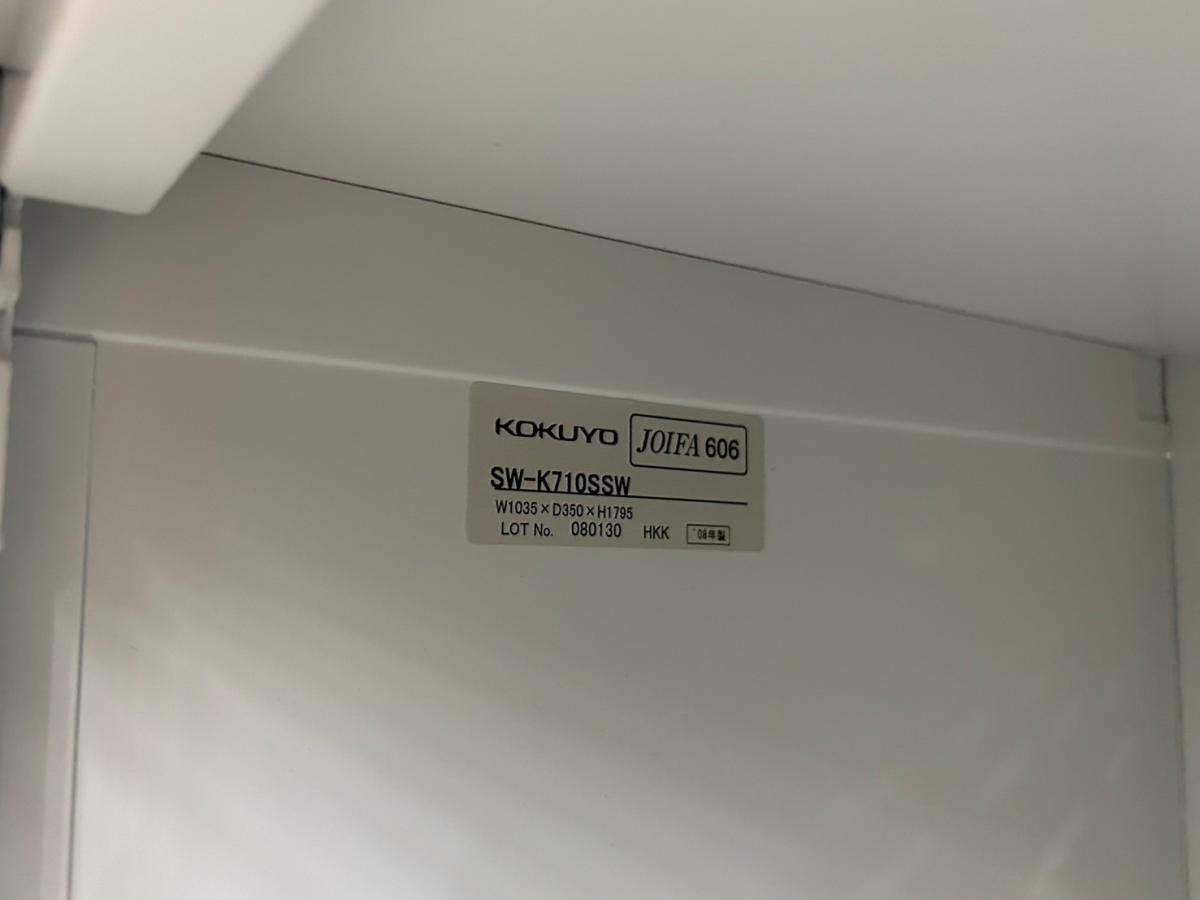 KOKUYO JOIFA 606
SW-K710SSW
W1035×D350×H1795
LOT No. 080130 HKK '08年製